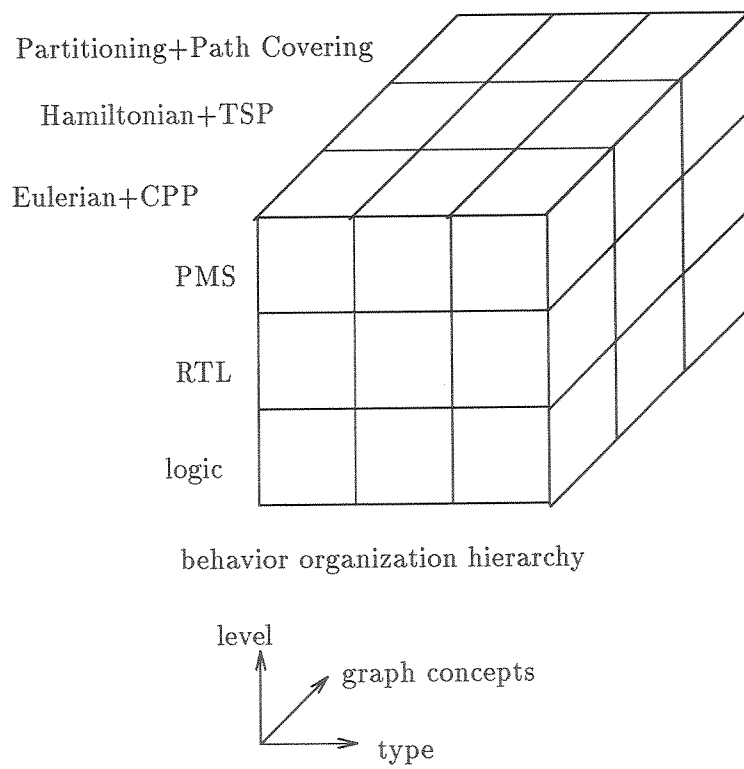 Partitioning+Path Covering
Hamiltonian+TSP
Eulerian+CPP
PMS
RTL
logic
behavior organization hierarchy
level
graph concepts
type